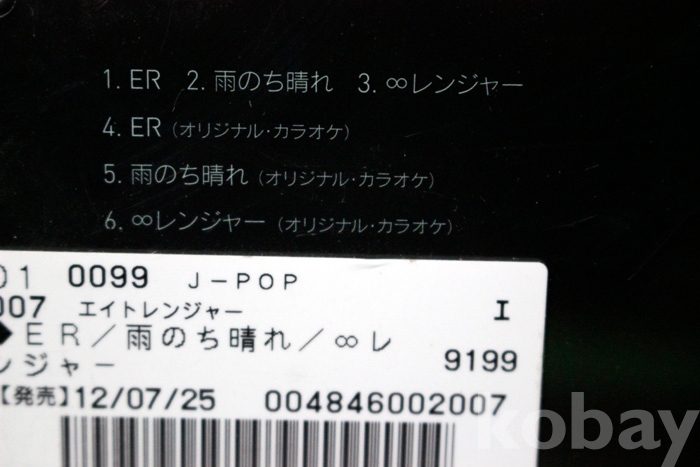 1. ER 2. 雨のち晴れ 3. ∞レンジャー
4. ER (オリジナル・カラオケ)
5. 雨のち晴れ (オリジナル・カラオケ)
6. ∞レンジャー (オリジナル・カラオケ)
01 0099 J-POP
007 エイトレンジャー I
ER/雨のち晴れ/∞レ
ンジャー 9199
【発売】12/07/25 004846002007
kobay